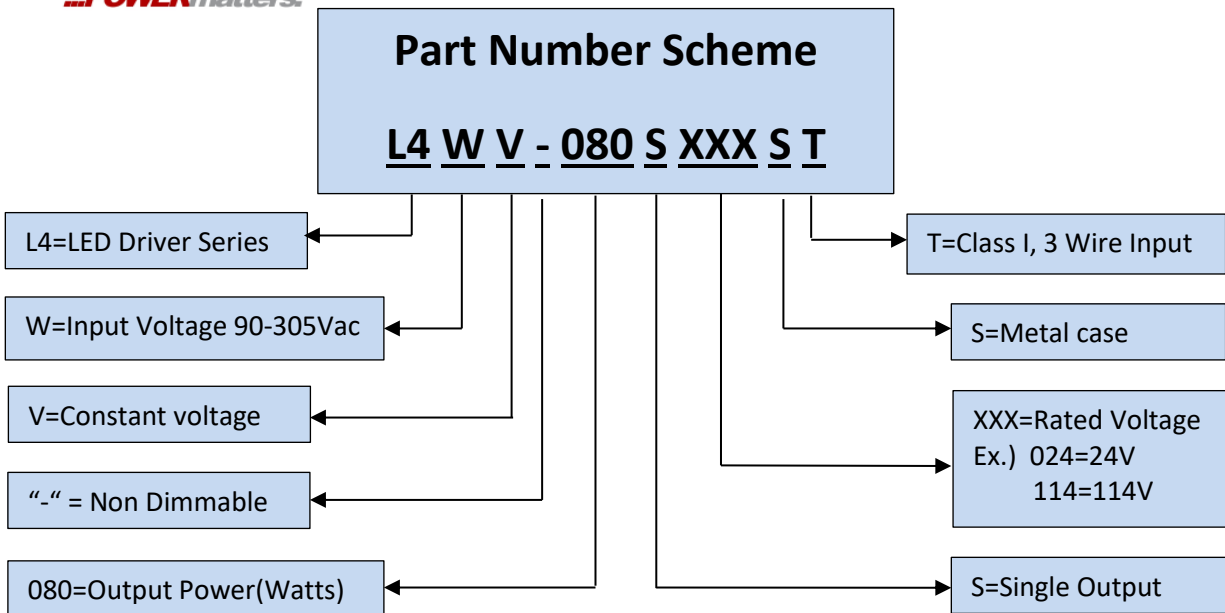 ...POWERmatters.
Part Number Scheme
L4 W V - 080 S XXX S T
L4=LED Driver Series
T=Class I, 3 Wire Input
W=Input Voltage 90-305Vac
S=Metal case
V=Constant voltage
XXX=Rated Voltage
Ex.) 024=24V
114=114V
“-“ = Non Dimmable
080=Output Power(Watts)
S=Single Output